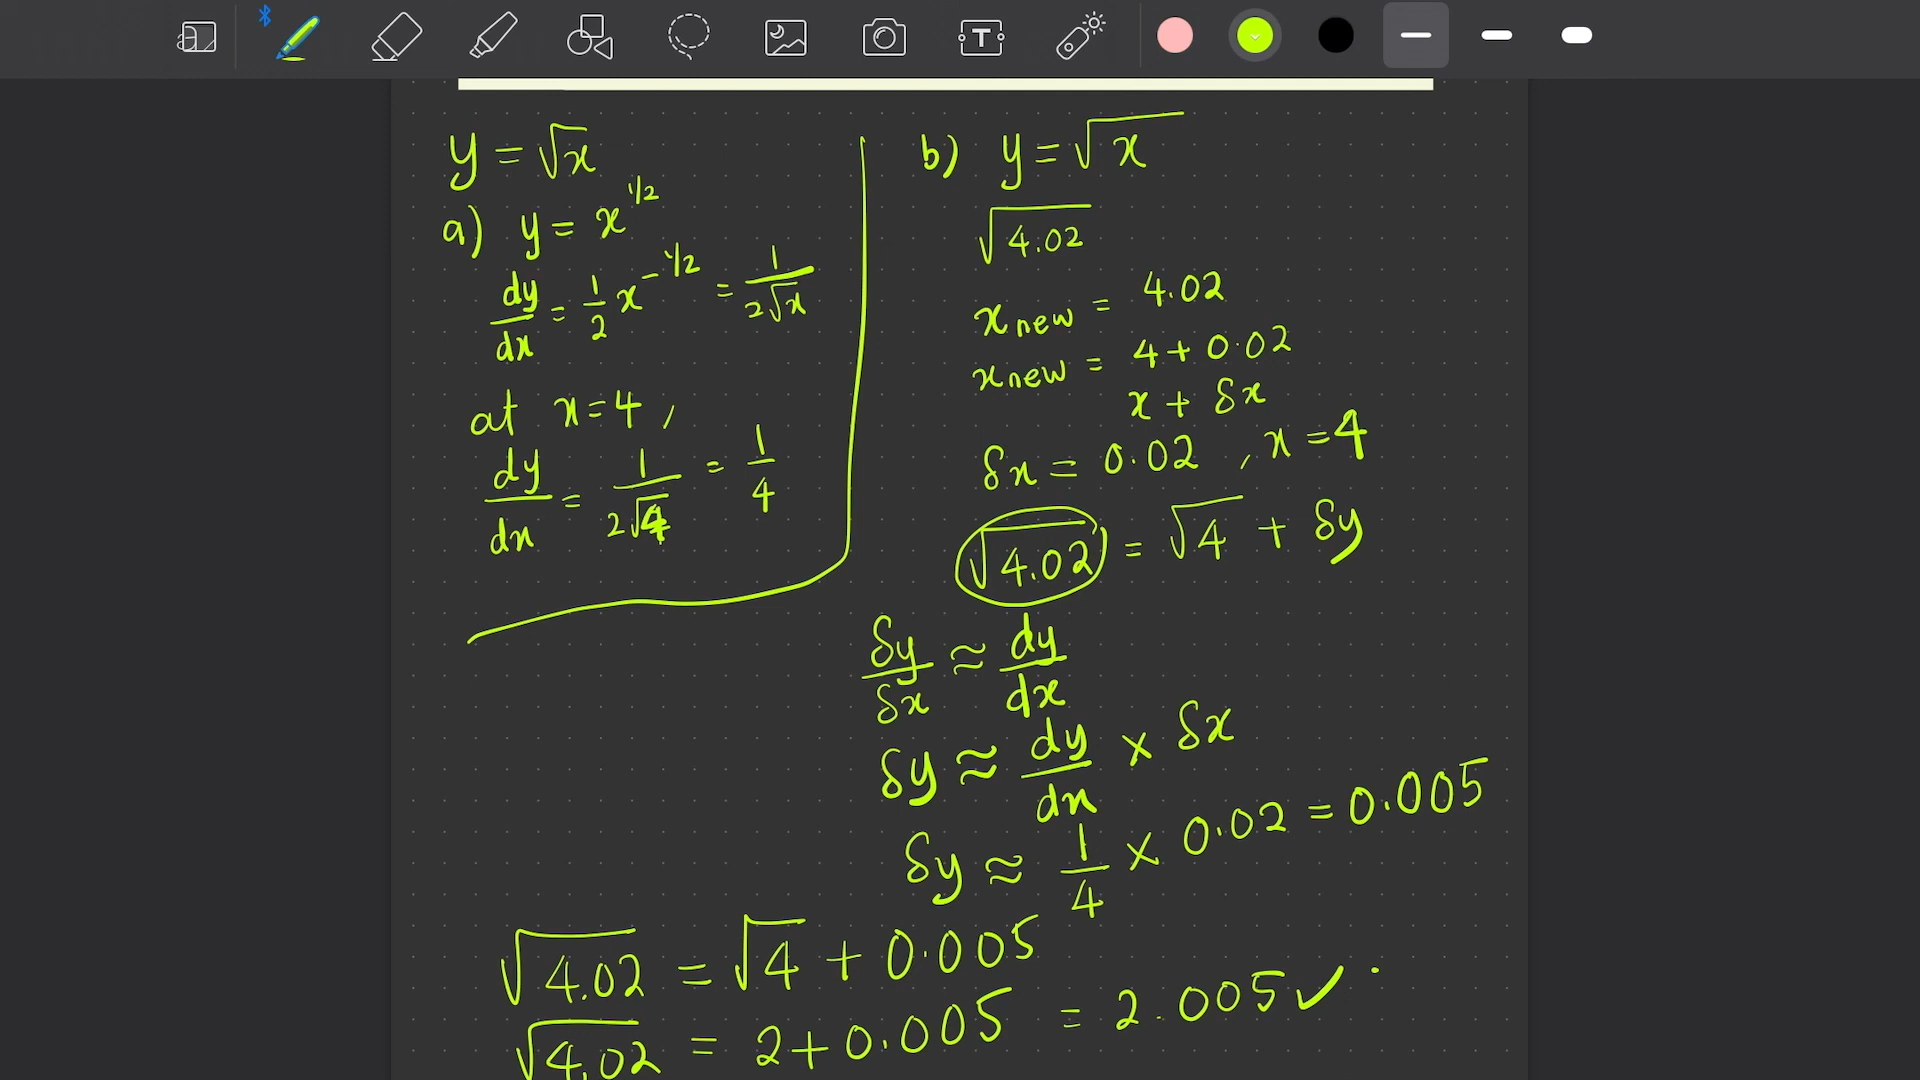 y = √x
a) y = x^1/2
dy/dx = 1/2 x^-1/2 = 1/2√x
at x = 4,
dy/dx = 1/2√4 = 1/4
b) y = √x
√4.02
x new = 4.02
x new = 4 + 0.02
x + δx
δx = 0.02 , x = 4
√4.02 = √4 + δy
δy/δx ≈ dy/dx
δy ≈ dy/dx × δx
δy ≈ 1/4 × 0.02 = 0.005
√4.02 = √4 + 0.005
√4.02 = 2 + 0.005 = 2.005 ✓